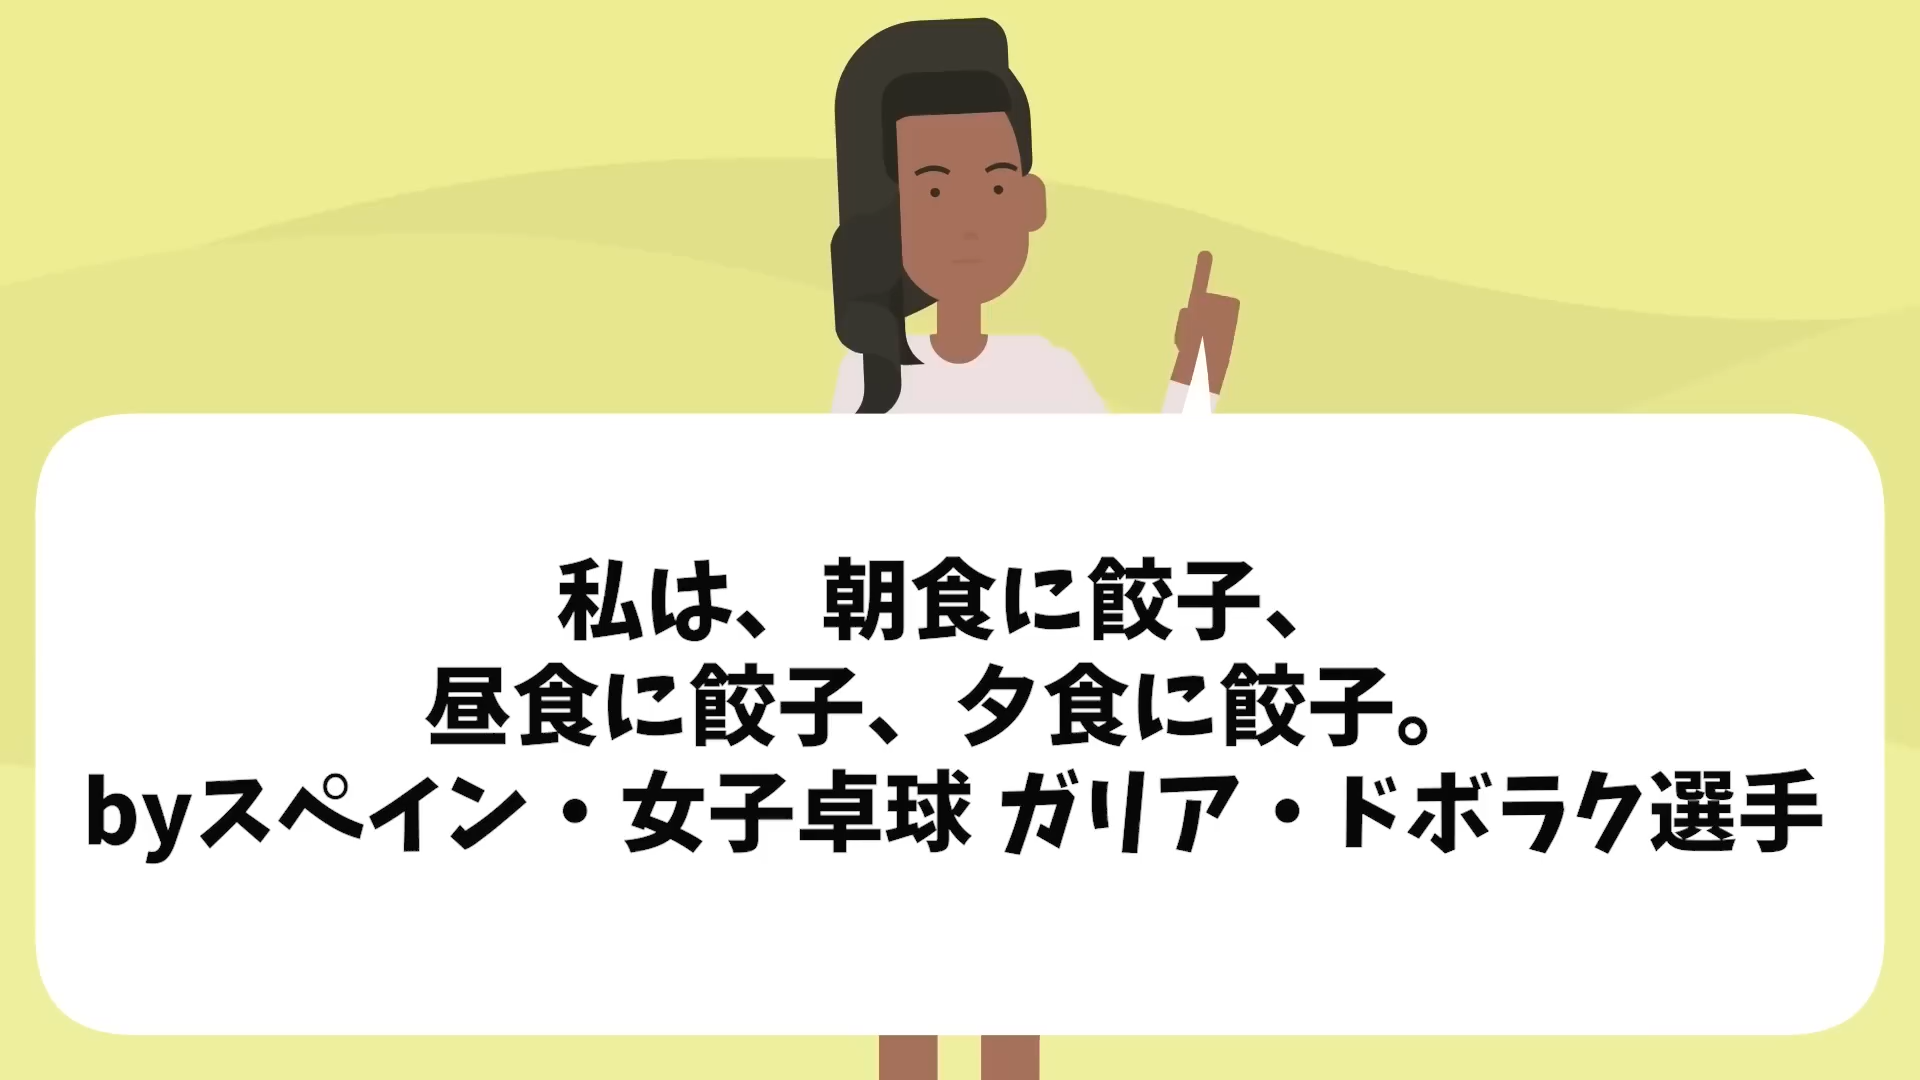 私は、朝食に餃子、
昼食に餃子、夕食に餃子。
byスペイン・女子卓球 ガリア・ドボラク選手